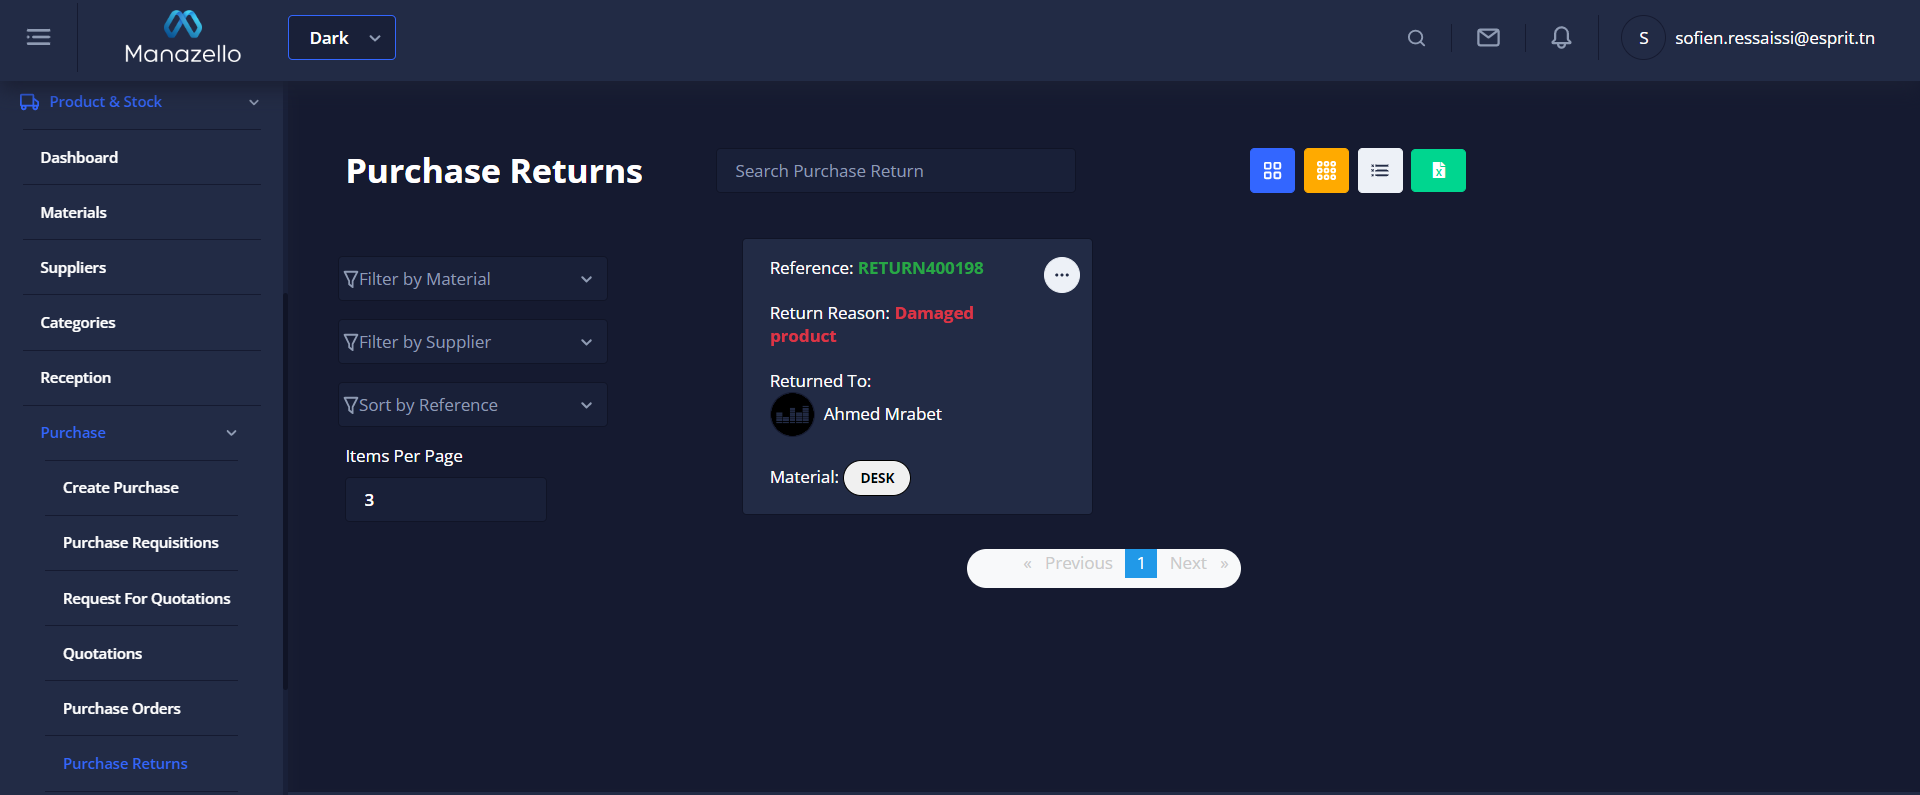 Manazello
Dark
S
sofien.ressaissi@esprit.tn
Product & Stock
Dashboard
Materials
Suppliers
Categories
Reception
Purchase
Create Purchase
Purchase Requisitions
Request For Quotations
Quotations
Purchase Orders
Purchase Returns
Purchase Returns
Search Purchase Return
Filter by Material
Filter by Supplier
Sort by Reference
Items Per Page
3
Reference: RETURN400198
Return Reason: Damaged
product
Returned To:
Ahmed Mrabet
Material: DESK
« Previous 1 Next »